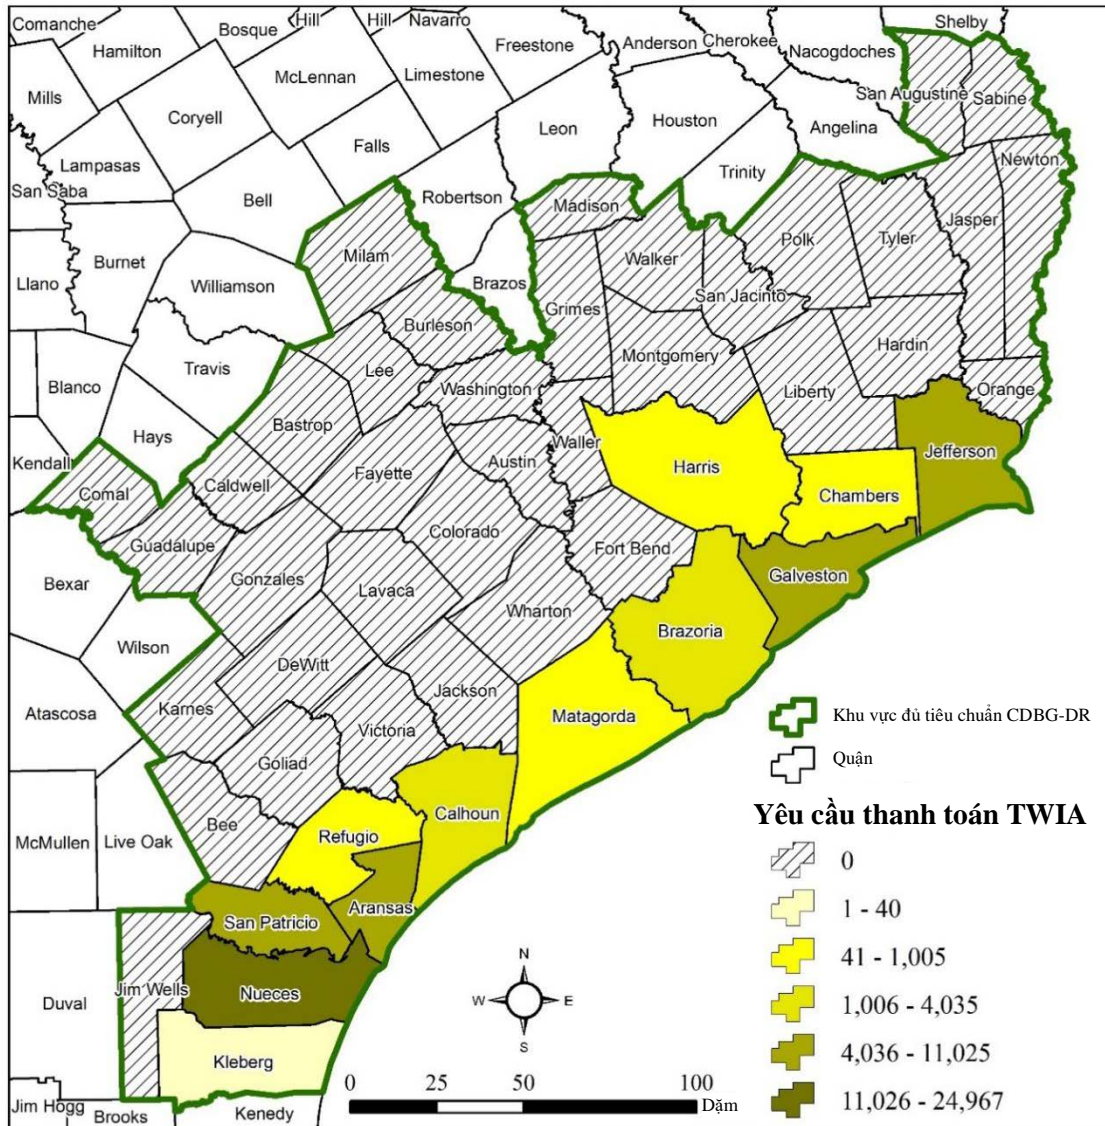 Shelby
Comanche
Hill
Hill
Navarro
Bosque
Hamilton
Freestone
Anderson
Cherokee
Nacogdoches
McLennan
Limestone
San Augustine
Sabine
Mills
Coryell
Leon
Houston
Angelina
Falls
Lampasas
Newton
San Saba
Trinity
Bell
Robertson
Madison
Jasper
Polk
Tyler
Milam
Walker
Burnet
Llano
Williamson
Brazos
San Jacinto
Grimes
Burleson
Hardin
Montgomery
Travis
Lee
Blanco
Washington
Liberty
Orange
Bastrop
Hays
Waller
Jefferson
Kendall
Austin
Fayette
Harris
Caldwell
Comal
Chambers
Colorado
Guadalupe
Fort Bend
Galveston
Bexar
Gonzales
Lavaca
Wharton
Brazoria
Wilson
DeWitt
Jackson
Karnes
Atascosa
Victoria
Matagorda
Goliad
Calhoun
Bee
Refugio
McMullen
Live Oak
Aransas
San Patricio
Jim Wells
Nueces
Duval
Kleberg
Jim Hogg
Brooks
Kenedy
Khu vực đủ tiêu chuẩn CDBG-DR
Quận
Yêu cầu thanh toán TWIA
0
1 - 40
41 - 1,005
1,006 - 4,035
4,036 - 11,025
11,026 - 24,967
N
W E
S
0 25 50 100
Dặm